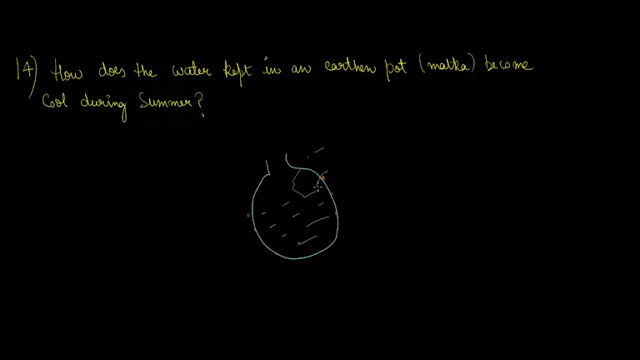 14) How does the water kept in an earthen pot (matka) become
Cool during Summer?